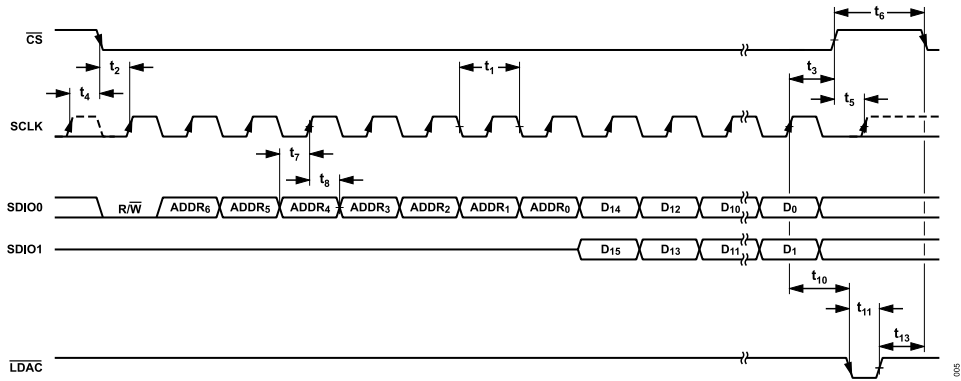 t6
CS
t2
t1
t3
t4
t5
SCLK
t7
t8
SDIO0 R/W ADDR6 ADDR5 ADDR4 ADDR3 ADDR2 ADDR1 ADDR0 D14 D12 D10 D0
SDIO1 D15 D13 D11 D1
t10
t11
t13
LDAC
005